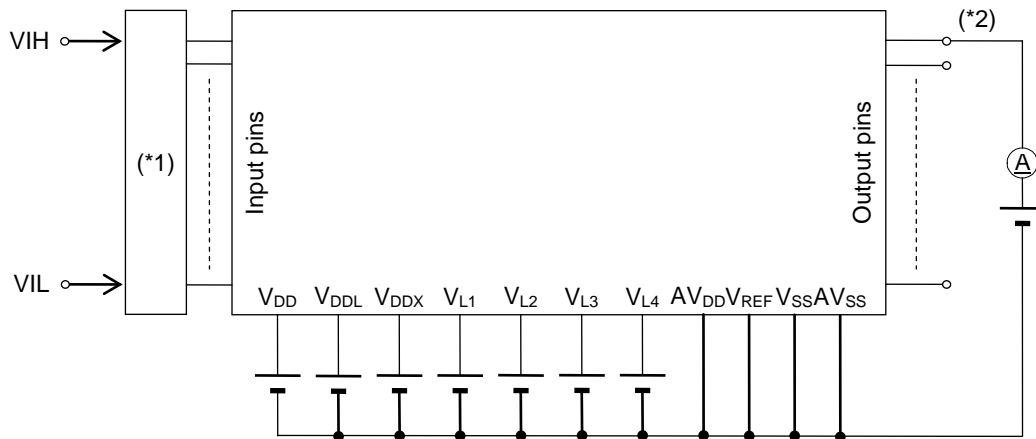 VIH
(*2)
(*1)
Input pins
Output pins
A
VIL
VDD VDDL VDDX VL1 VL2 VL3 VL4 AVDD VREF VSS AVSS